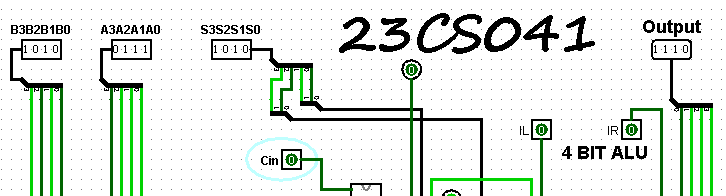 23CS041
Output
B3B2B1B0 A3A2A1A0 S3S2S1S0
1 0 1 0 0 1 1 1 1 0 1 0 1 1 1 0
0
IL 0 IR 0
4 BIT ALU
Cin 0